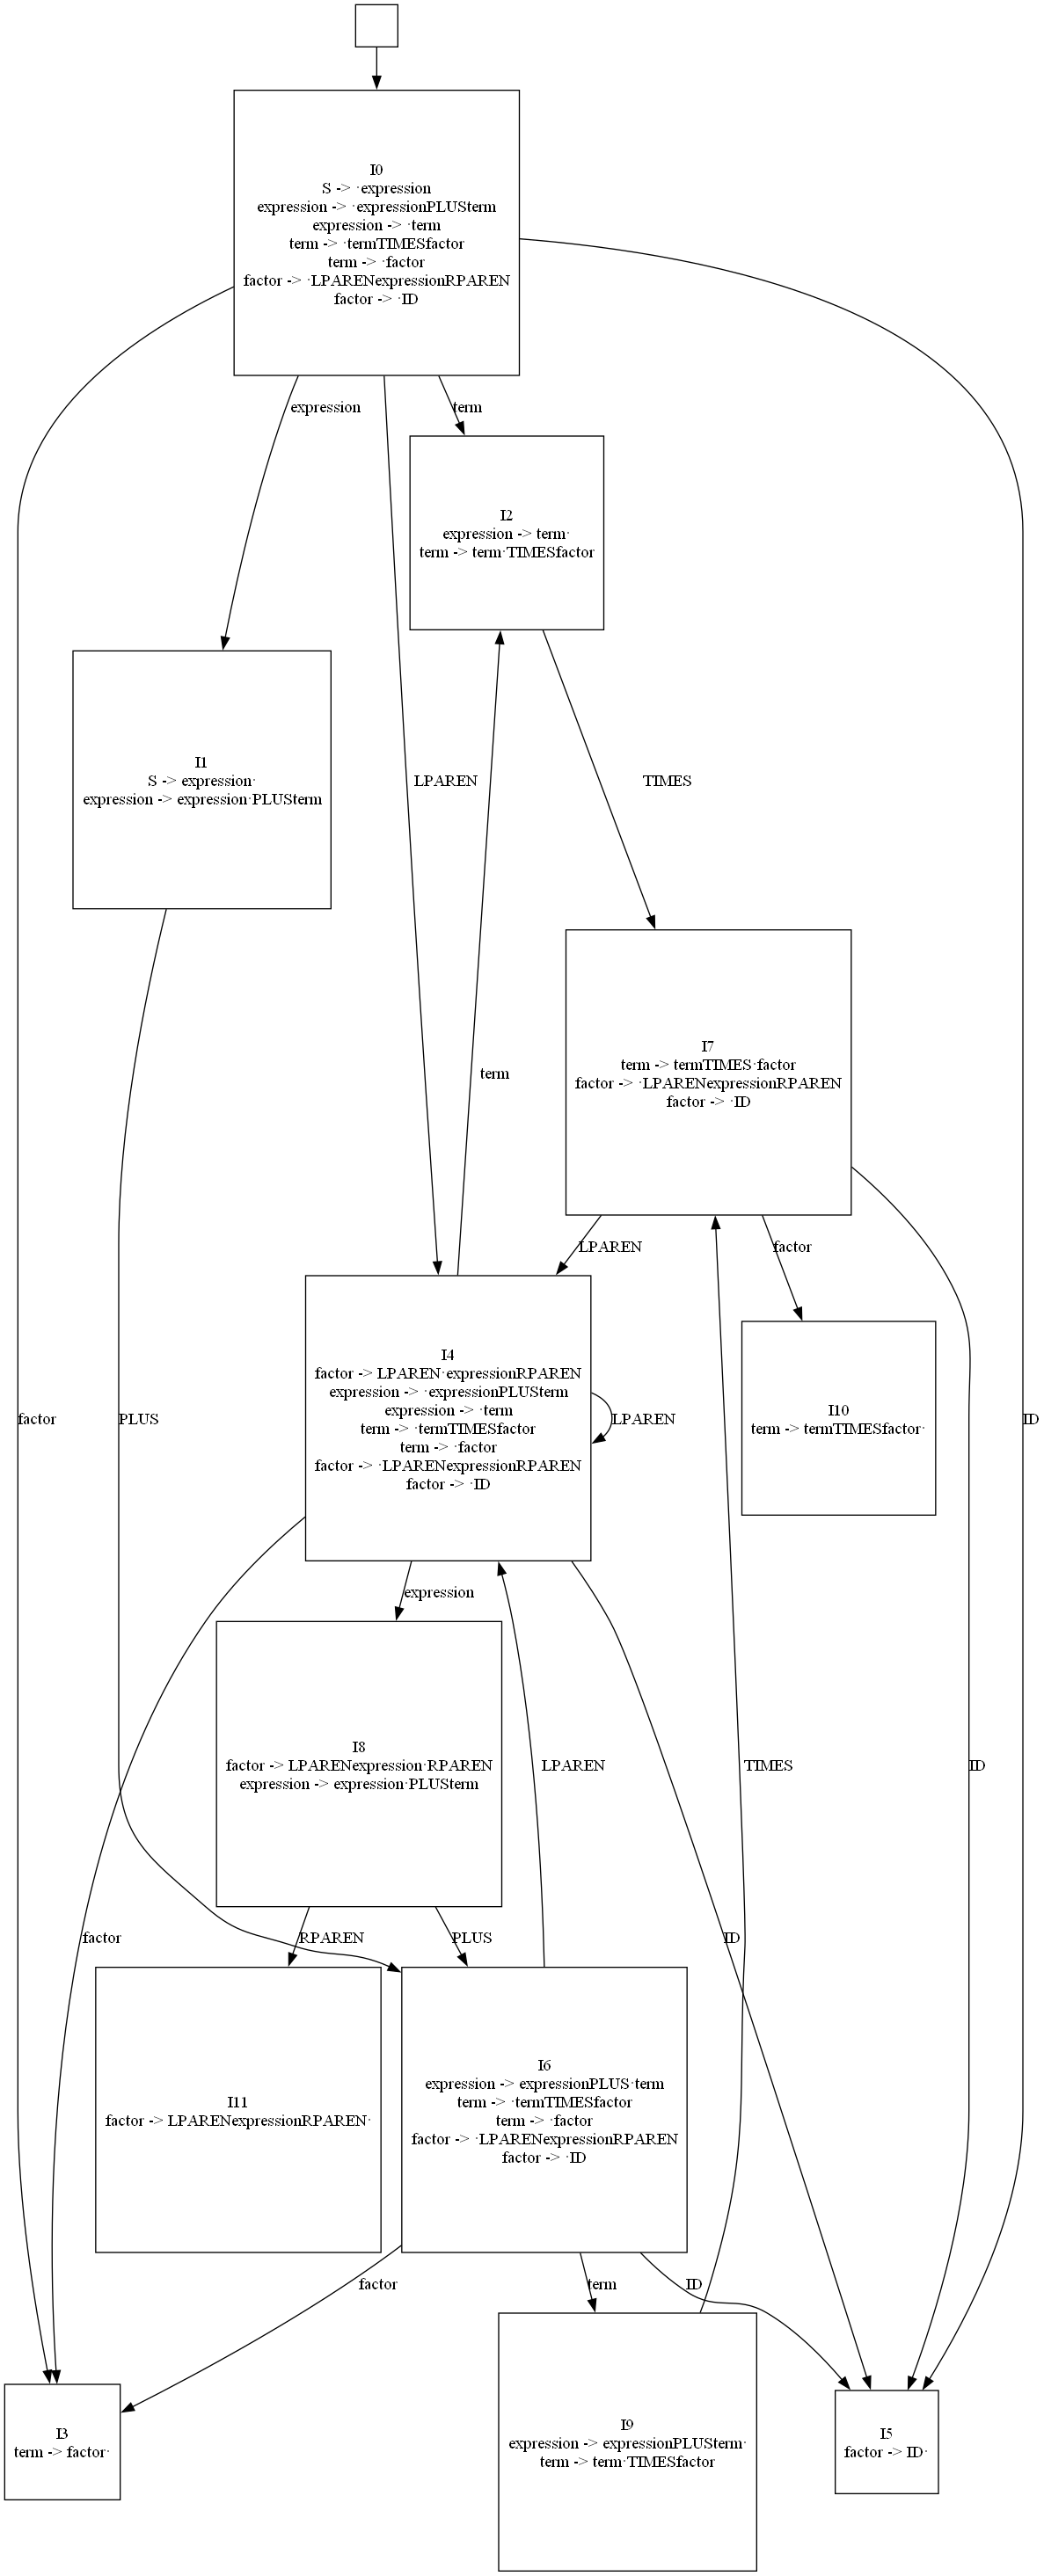 I0
S -> ·expression
expression -> ·expressionPLUSterm
expression -> ·term
term -> ·termTIMESfactor
term -> ·factor
factor -> ·LPARENexpressionRPAREN
factor -> ·ID
expression
term
I2
expression -> term·
term -> term·TIMESfactor
I1
S -> expression·
expression -> expression·PLUSterm
LPAREN
TIMES
term
I7
term -> termTIMES·factor
factor -> ·LPARENexpressionRPAREN
factor -> ·ID
LPAREN
factor
I4
factor -> LPAREN·expressionRPAREN
expression -> ·expressionPLUSterm
expression -> ·term
term -> ·termTIMESfactor
term -> ·factor
factor -> ·LPARENexpressionRPAREN
factor -> ·ID
LPAREN
I10
term -> termTIMESfactor·
factor
PLUS
ID
expression
I8
factor -> LPARENexpression·RPAREN
expression -> expression·PLUSterm
LPAREN
TIMES
ID
factor
RPAREN
PLUS
ID
I11
factor -> LPARENexpressionRPAREN·
I6
expression -> expressionPLUS·term
term -> ·termTIMESfactor
term -> ·factor
factor -> ·LPARENexpressionRPAREN
factor -> ·ID
factor
term
ID
I3
term -> factor·
I9
expression -> expressionPLUSterm·
term -> term·TIMESfactor
I5
factor -> ID·